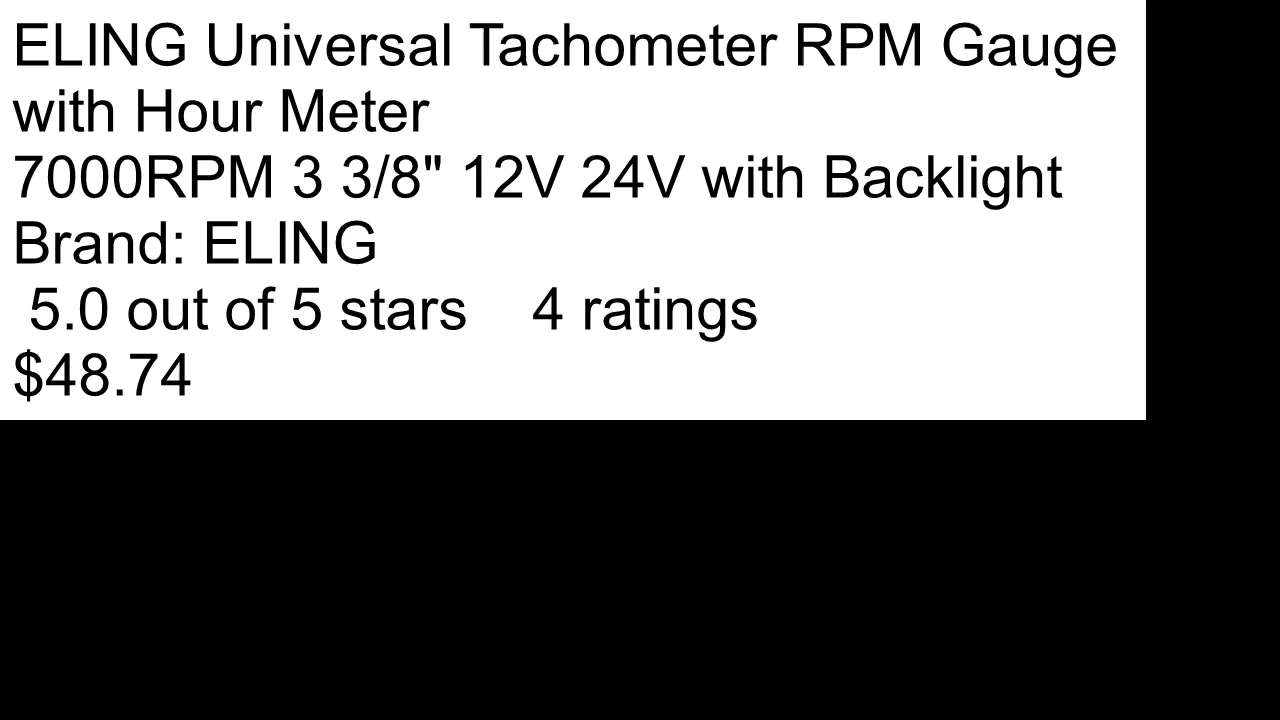 ELING Universal Tachometer RPM Gauge
with Hour Meter
7000RPM 3 3/8" 12V 24V with Backlight
Brand: ELING
5.0 out of 5 stars    4 ratings
$48.74